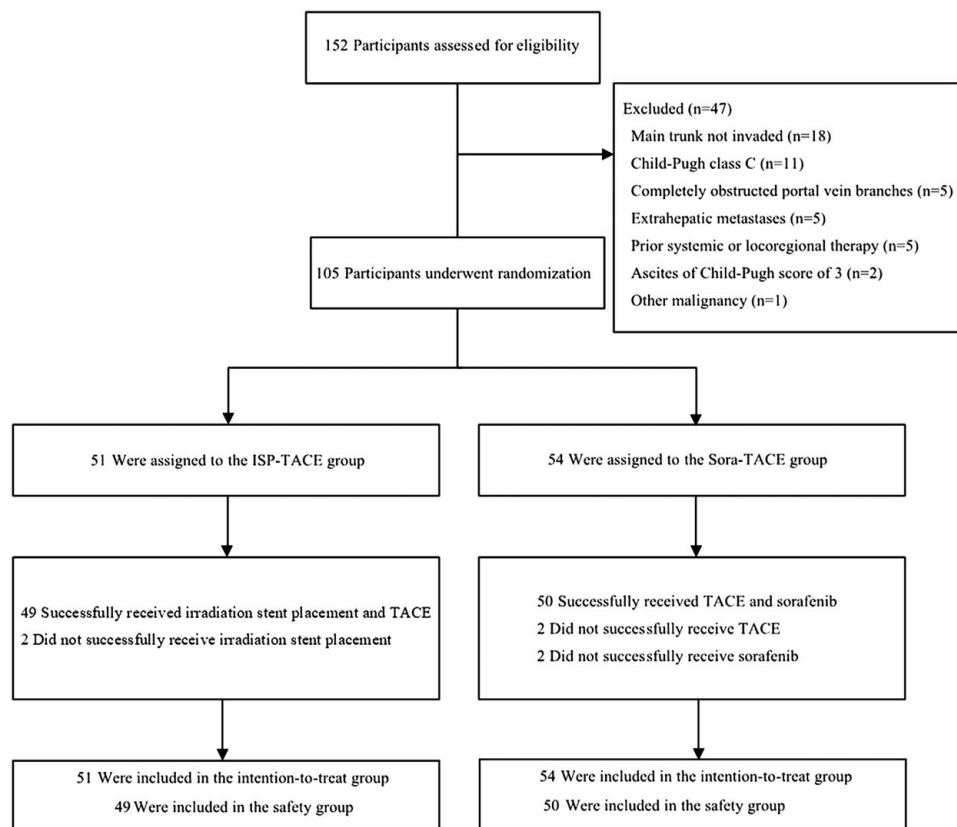 152 Participants assessed for eligibility
Excluded (n=47)
Main trunk not invaded (n=18)
Child-Pugh class C (n=11)
Completely obstructed portal vein branches (n=5)
Extrahepatic metastases (n=5)
Prior systemic or locoregional therapy (n=5)
Ascites of Child-Pugh score of 3 (n=2)
Other malignancy (n=1)
105 Participants underwent randomization
51 Were assigned to the ISP-TACE group
54 Were assigned to the Sora-TACE group
49 Successfully received irradiation stent placement and TACE
2 Did not successfully receive irradiation stent placement
50 Successfully received TACE and sorafenib
2 Did not successfully receive TACE
2 Did not successfully receive sorafenib
51 Were included in the intention-to-treat group
49 Were included in the safety group
54 Were included in the intention-to-treat group
50 Were included in the safety group